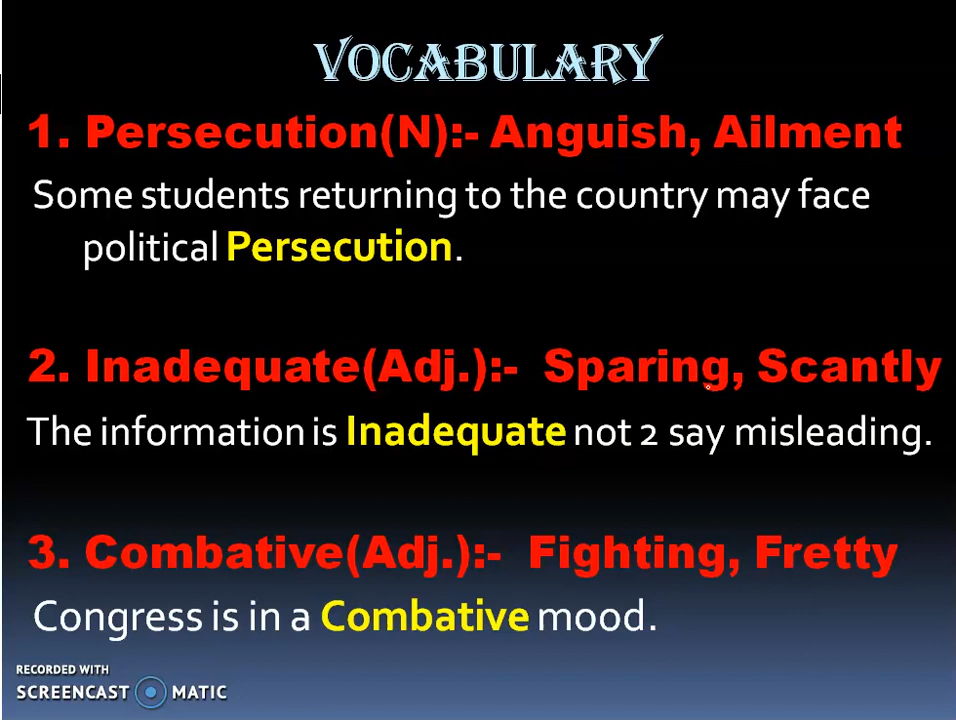 VOCABULARY
1. Persecution(N):- Anguish, Ailment
Some students returning to the country may face
political Persecution.
2. Inadequate(Adj.):- Sparing, Scantly
The information is Inadequate not 2 say misleading.
3. Combative(Adj.):- Fighting, Fretty
Congress is in a Combative mood.
RECORDED WITH
SCREENCAST MATIC